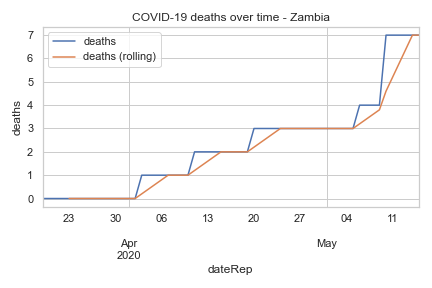 COVID-19 deaths over time - Zambia
deaths
deaths (rolling)
deaths
7
6
5
4
3
2
1
0
23 30 06 13 20 27 04 11
Apr May
2020
dateRep